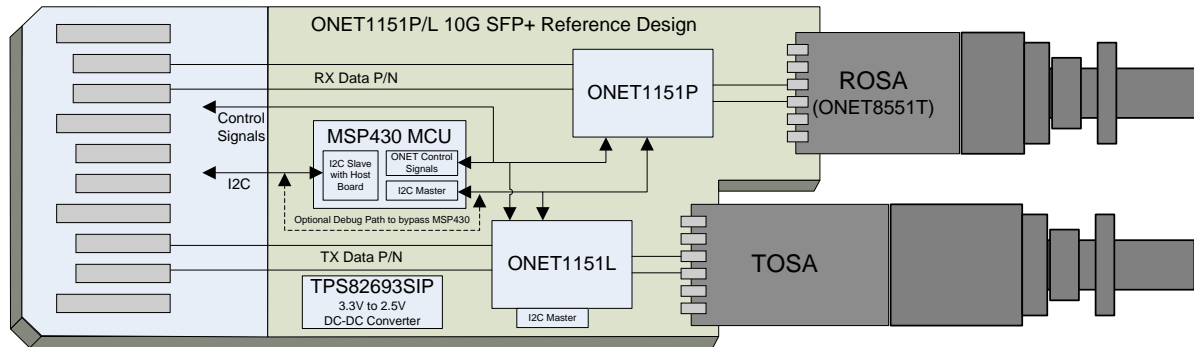 ONET1151P/L 10G SFP+ Reference Design
RX Data P/N
ONET1151P
ROSA
(ONET8551T)
Control
Signals
MSP430 MCU
I2C Slave
with Host
Board
ONET Control
Signals
I2C Master
I2C
Optional Debug Path to bypass MSP430
TX Data P/N
ONET1151L
TOSA
TPS82693SIP
3.3V to 2.5V
DC-DC Converter
I2C Master